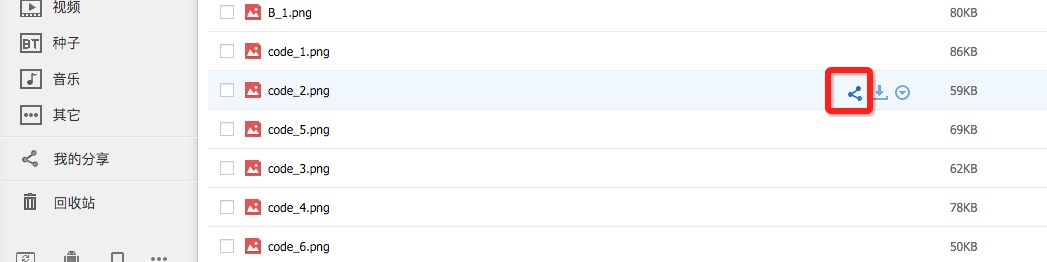 视频
BT 种子
音乐
其它
我的分享
回收站
B_1.png 80KB
code_1.png 86KB
code_2.png 59KB
code_5.png 69KB
code_3.png 62KB
code_4.png 78KB
code_6.png 50KB